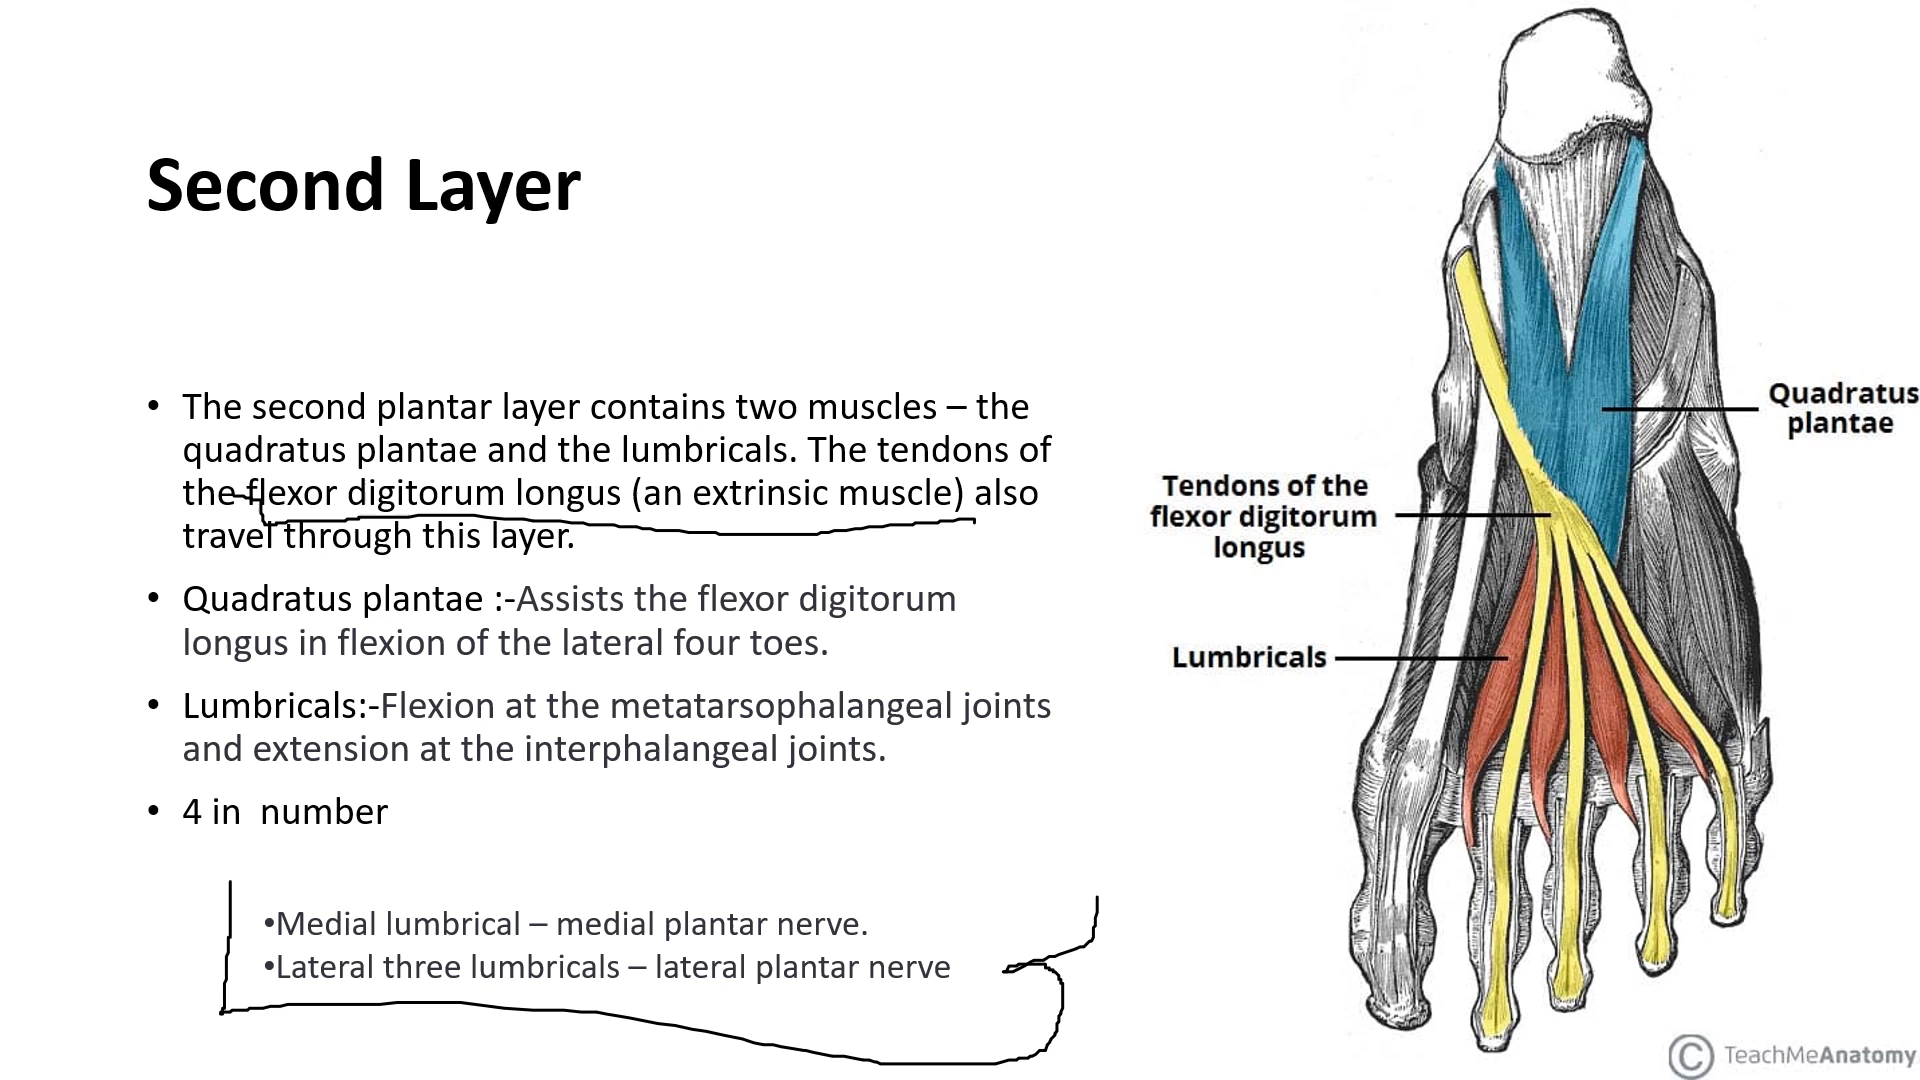 Second Layer
• The second plantar layer contains two muscles – the
quadratus plantae and the lumbricals. The tendons of
the flexor digitorum longus (an extrinsic muscle) also
travel through this layer.
• Quadratus plantae :-Assists the flexor digitorum
longus in flexion of the lateral four toes.
• Lumbricals:-Flexion at the metatarsophalangeal joints
and extension at the interphalangeal joints.
• 4 in  number
•Medial lumbrical – medial plantar nerve.
•Lateral three lumbricals – lateral plantar nerve
Quadratus
plantae
Tendons of the
flexor digitorum
longus
Lumbricals
© TeachMeAnatomy